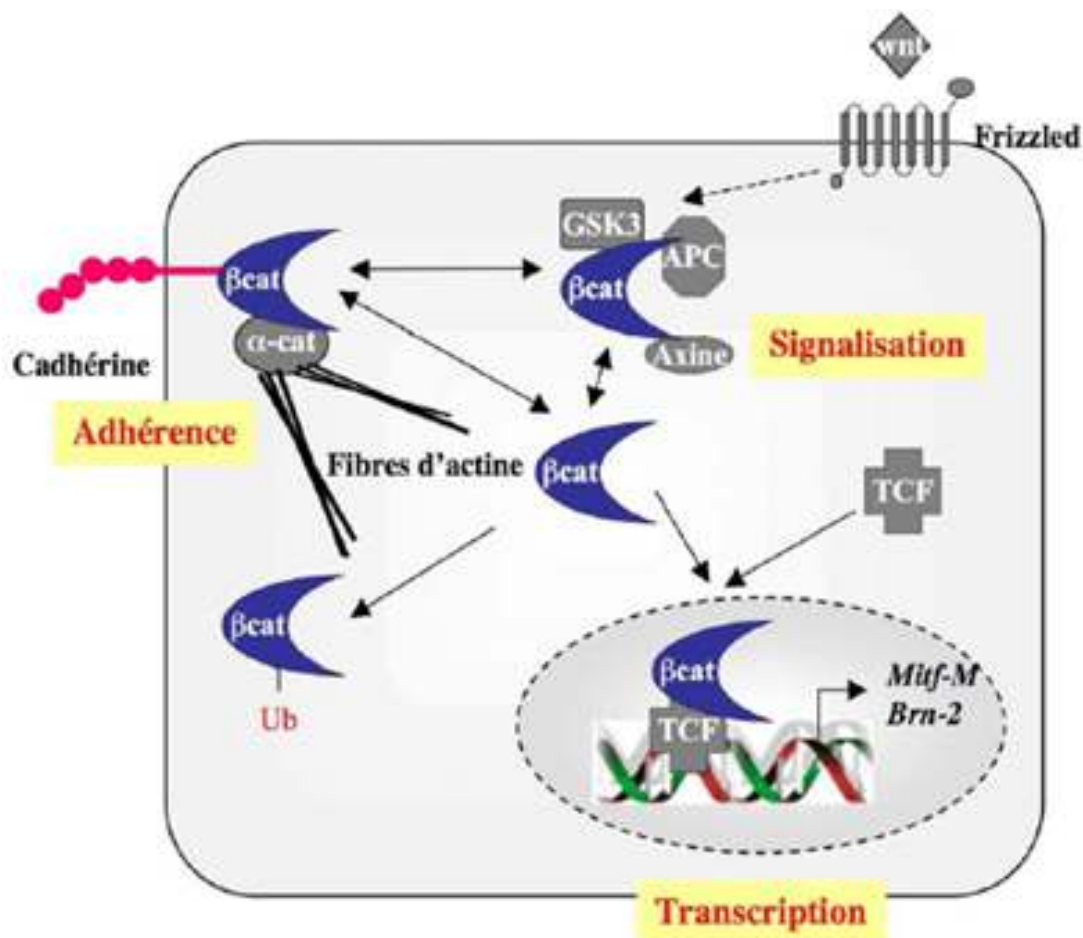 wnt
Frizzled
GSK3
APC
βcat
βcat
α-cat
Axine
Cadhérine
Signalisation
Adhérence
Fibres d'actine
βcat
TCF
βcat
Ub
βcat
TCF
Mitf-M
Brn-2
Transcription